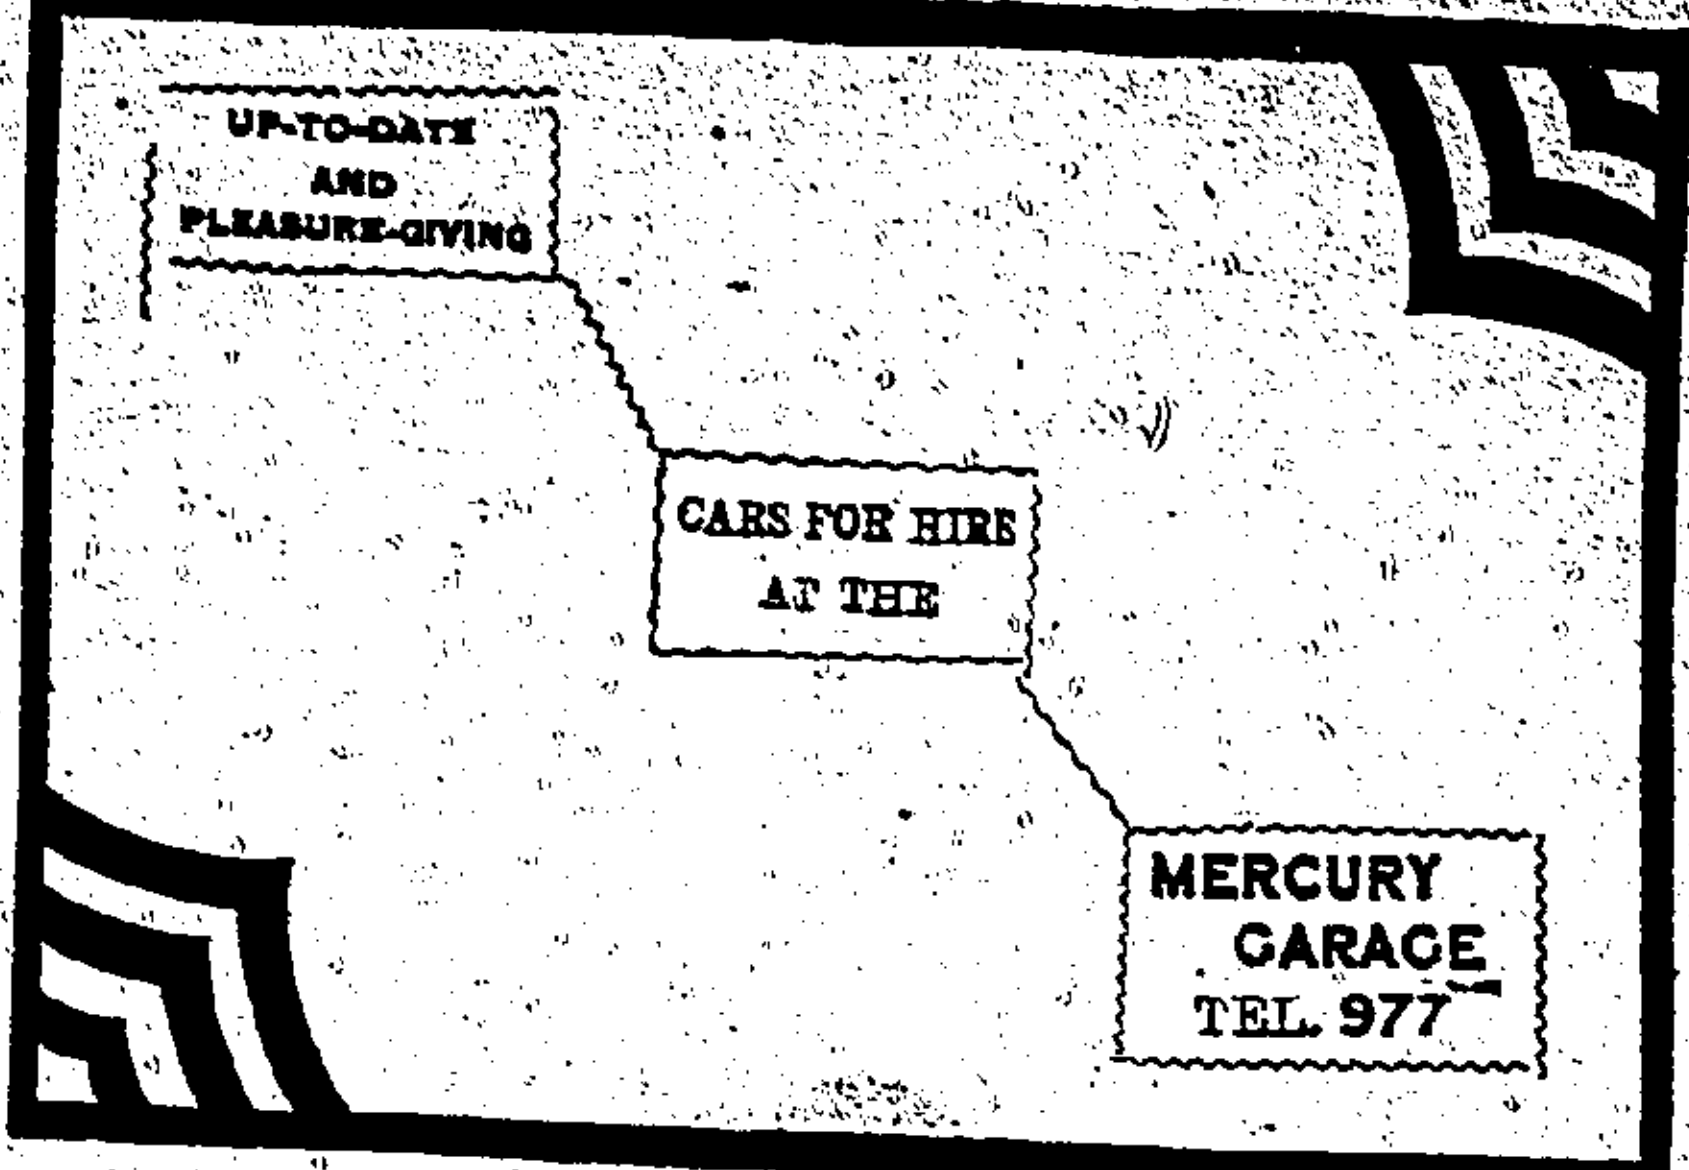 UP-TO-DATE
AND
PLEASURE-GIVING
CARS FOR HIRE
AT THE
MERCURY
GARAGE
TEL. 977